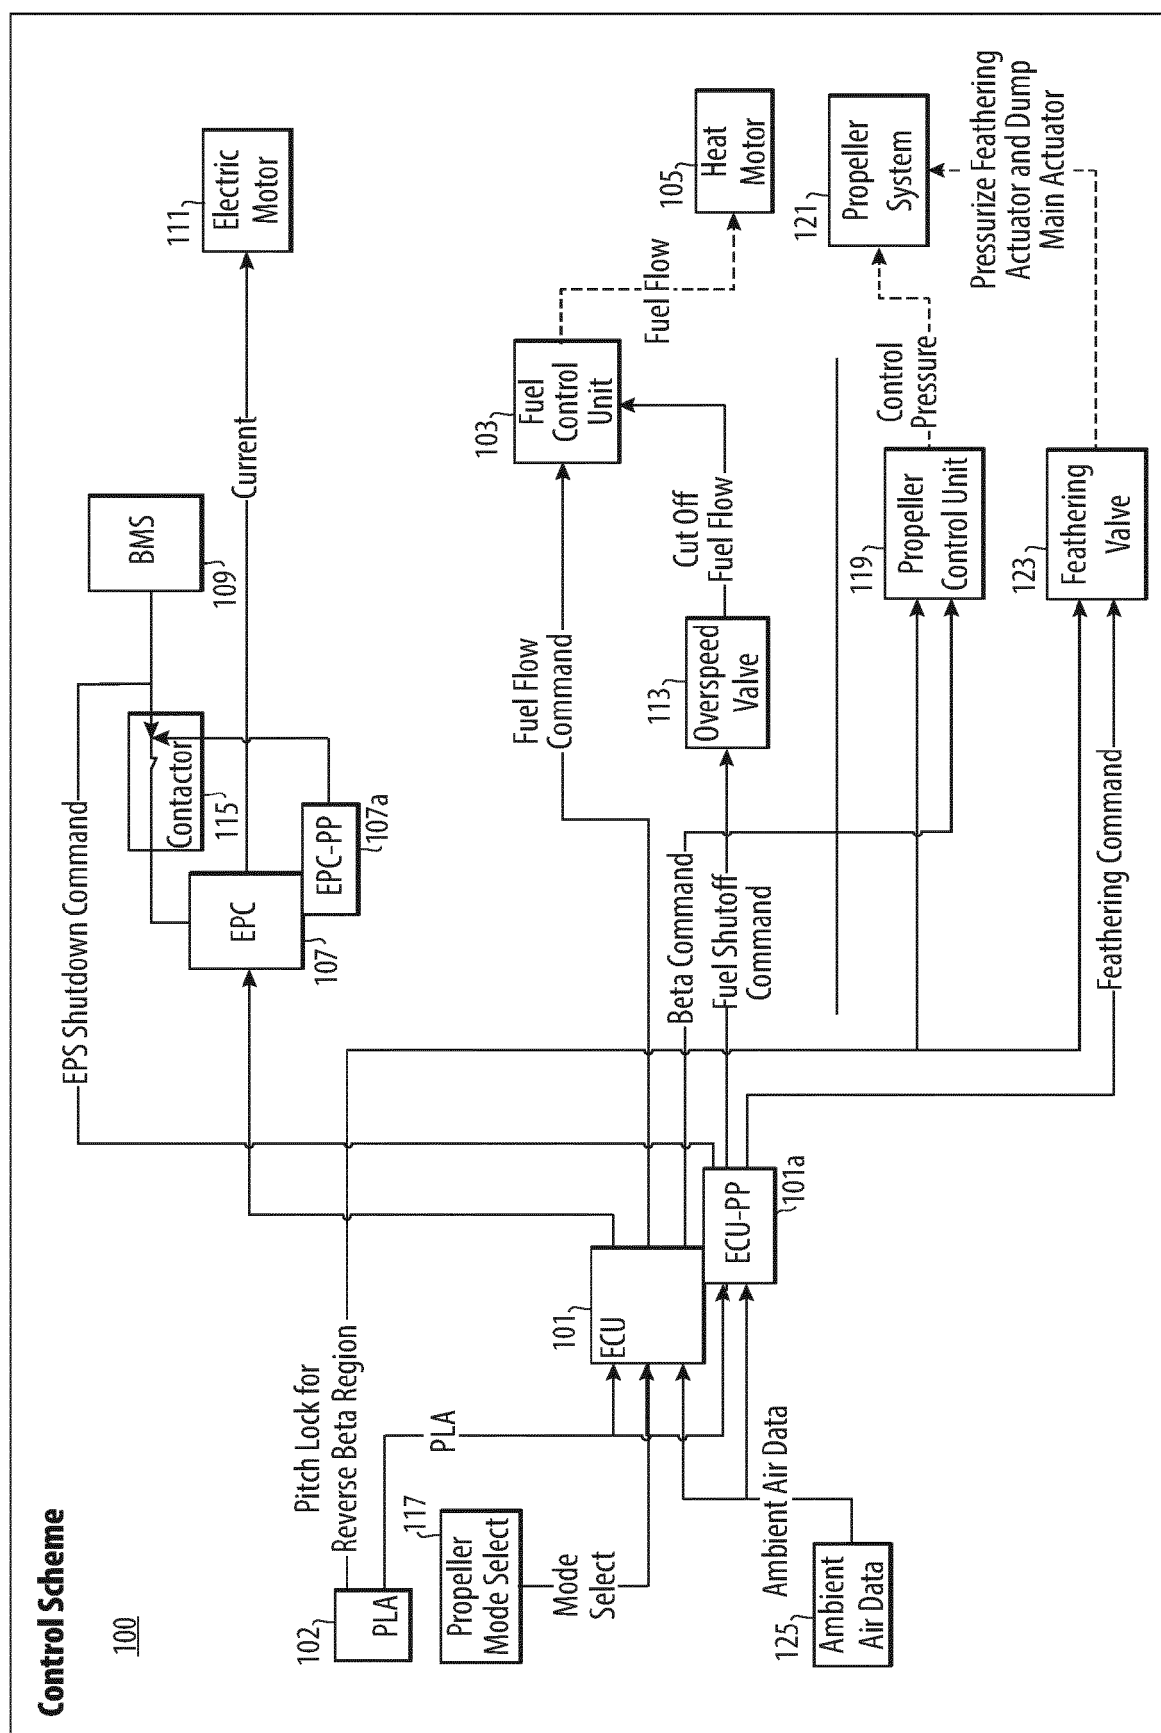 Control Scheme
100
102
PLA
Pitch Lock for
Reverse Beta Region
PLA
117
Propeller
Mode Select
Mode
Select
125
Ambient
Air Data
Ambient Air Data
101
ECU
ECU-PP
101a
EPS Shutdown Command
EPC
107
EPC-PP
107a
Contactor
115
BMS
109
Current
111
Electric
Motor
Fuel Flow
Command
103
Fuel
Control
Unit
Fuel Flow
105
Heat
Motor
Beta Command
Fuel Shutoff
Command
113
Overspeed
Valve
Cut Off
Fuel Flow
119
Propeller
Control Unit
Control
Pressure
121
Propeller
System
Feathering Command
123
Feathering
Valve
Pressurize Feathering
Actuator and Dump
Main Actuator